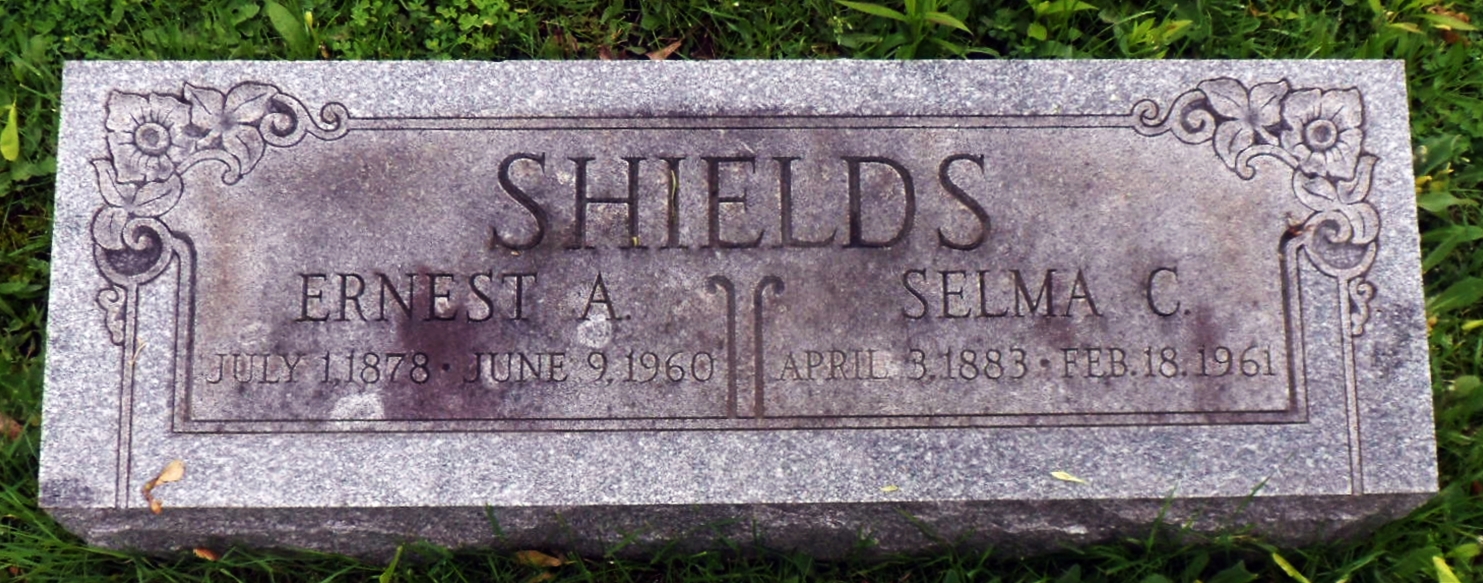 SHIELDS
ERNEST A.
JULY 1,1878 · JUNE 9,1960
SELMA C.
APRIL 3,1883 · FEB.18.1961